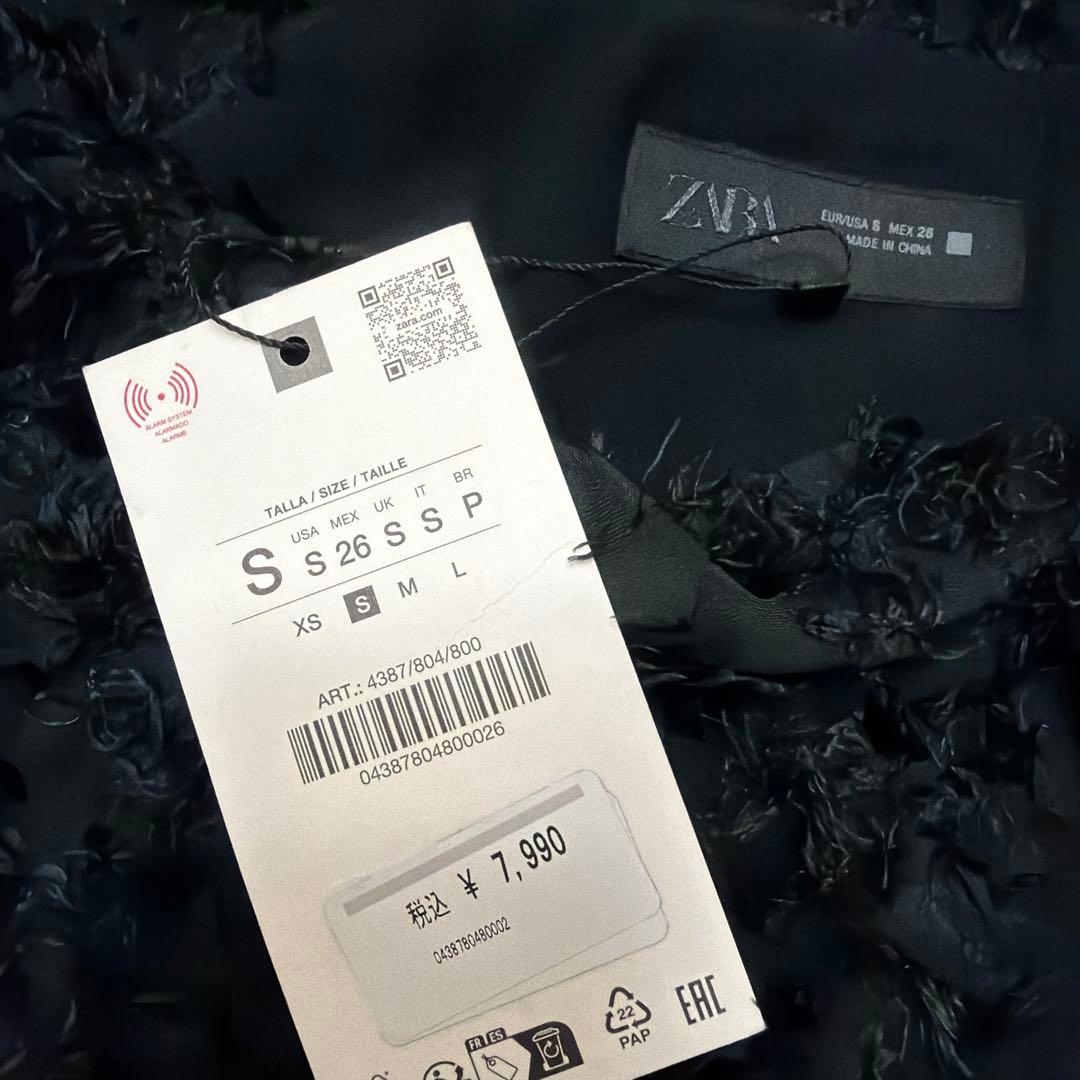 ZARA
EUR/USA S MEX 26
MADE IN CHINA
zara.com
ALARM SYSTEM
ALARMADO
ALARME
TALLA / SIZE / TAILLE
USA MEX UK IT BR
S S 26 S S P
XS S M L
ART.: 4387/804/800
04387804800026
税込 ¥ 7,990
0438780480002
FR ES
22
PAP
EAC